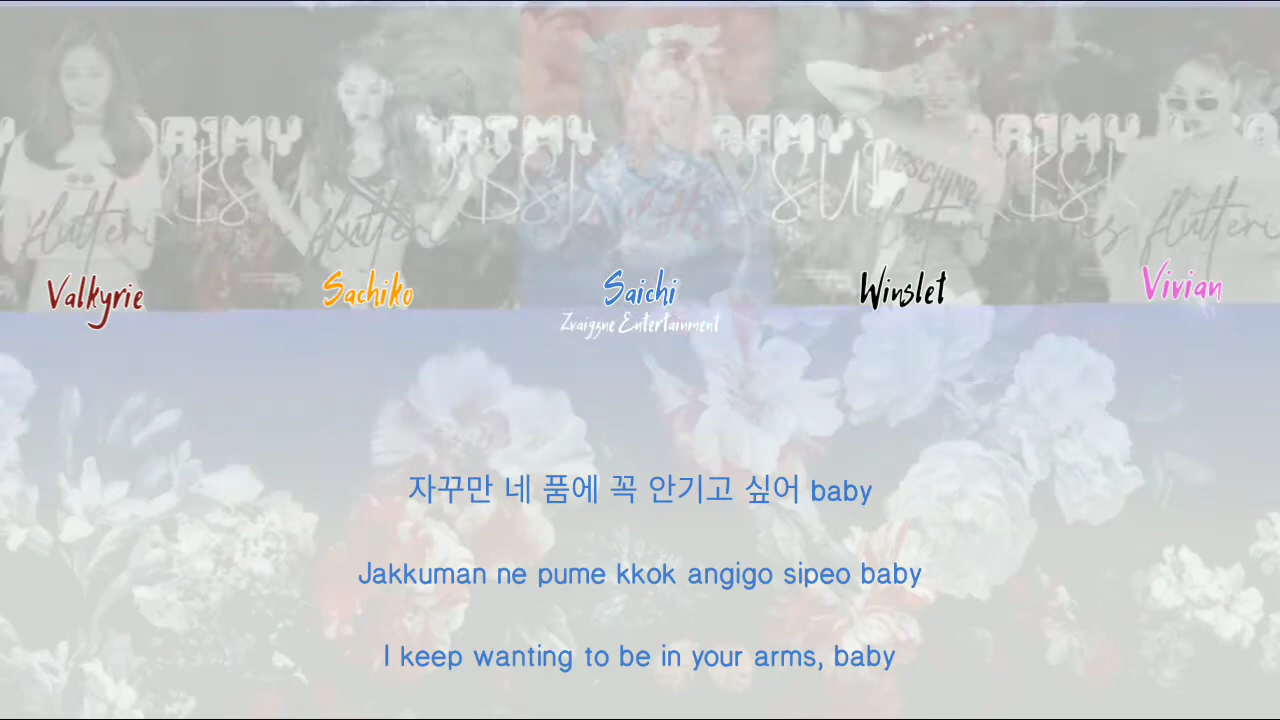 Valkyrie
Sachiko
Saichi
Winslet
Vivian
Zvaigzne Entertainment
자꾸만 네 품에 꼭 안기고 싶어 baby
Jakkuman ne pume kkok angigo sipeo baby
I keep wanting to be in your arms, baby